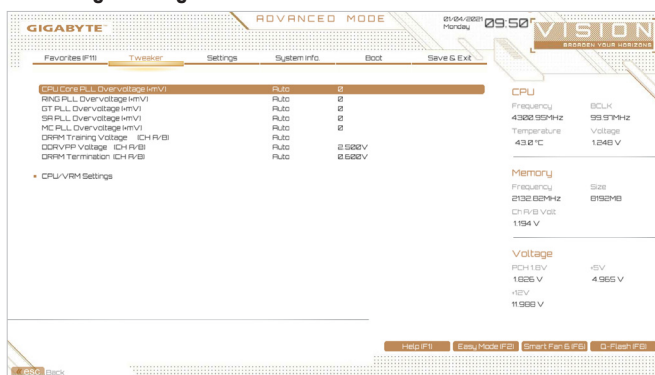 GIGABYTE™
ADVANCED MODE
01/04/2021
Monday
09:50
VISION
BROADEN YOUR HORIZONS
Favorites (F11) Tweaker Settings System Info. Boot Save & Exit
CPU Core PLL Overvoltage (+mV) Auto 0
RING PLL Overvoltage (+mV) Auto 0
GT PLL Overvoltage (+mV) Auto 0
SA PLL Overvoltage (+mV) Auto 0
MC PLL Overvoltage (+mV) Auto 0
DRAM Training Voltage (CH A/B) Auto
DDRVPP Voltage (CH A/B) Auto 2.500V
DRAM Termination (CH A/B) Auto 0.600V
CPU/VRM Settings
CPU
Frequency BCLK
4300.95MHz 99.97MHz
Temperature Voltage
43.0 °C 1.248 V
Memory
Frequency Size
2132.82MHz 8192MB
Ch A/B Volt
1.194 V
Voltage
PCH 1.8V +5V
1.826 V 4.965 V
+12V
11.988 V
Help (F1) Easy Mode (F2) Smart Fan 6 (F6) Q-Flash (F8)
esc Back